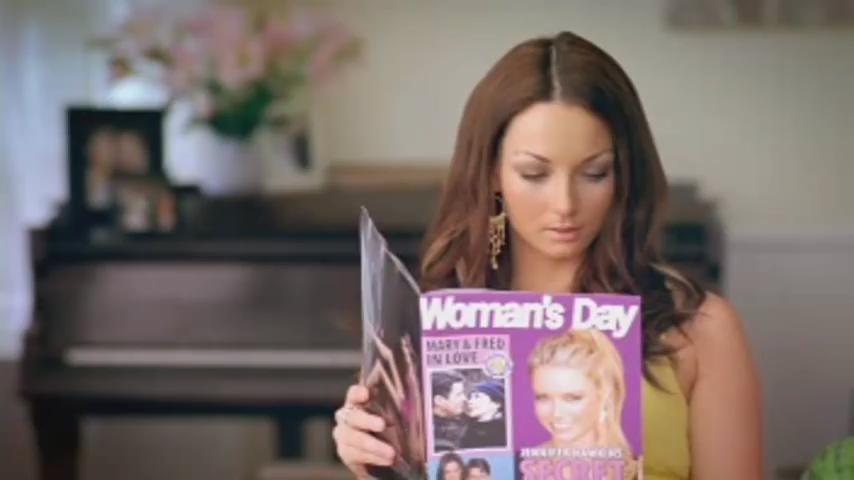 Woman's Day
MARY & FRED
IN LOVE
JENNIFER HAWKINS
SECRET